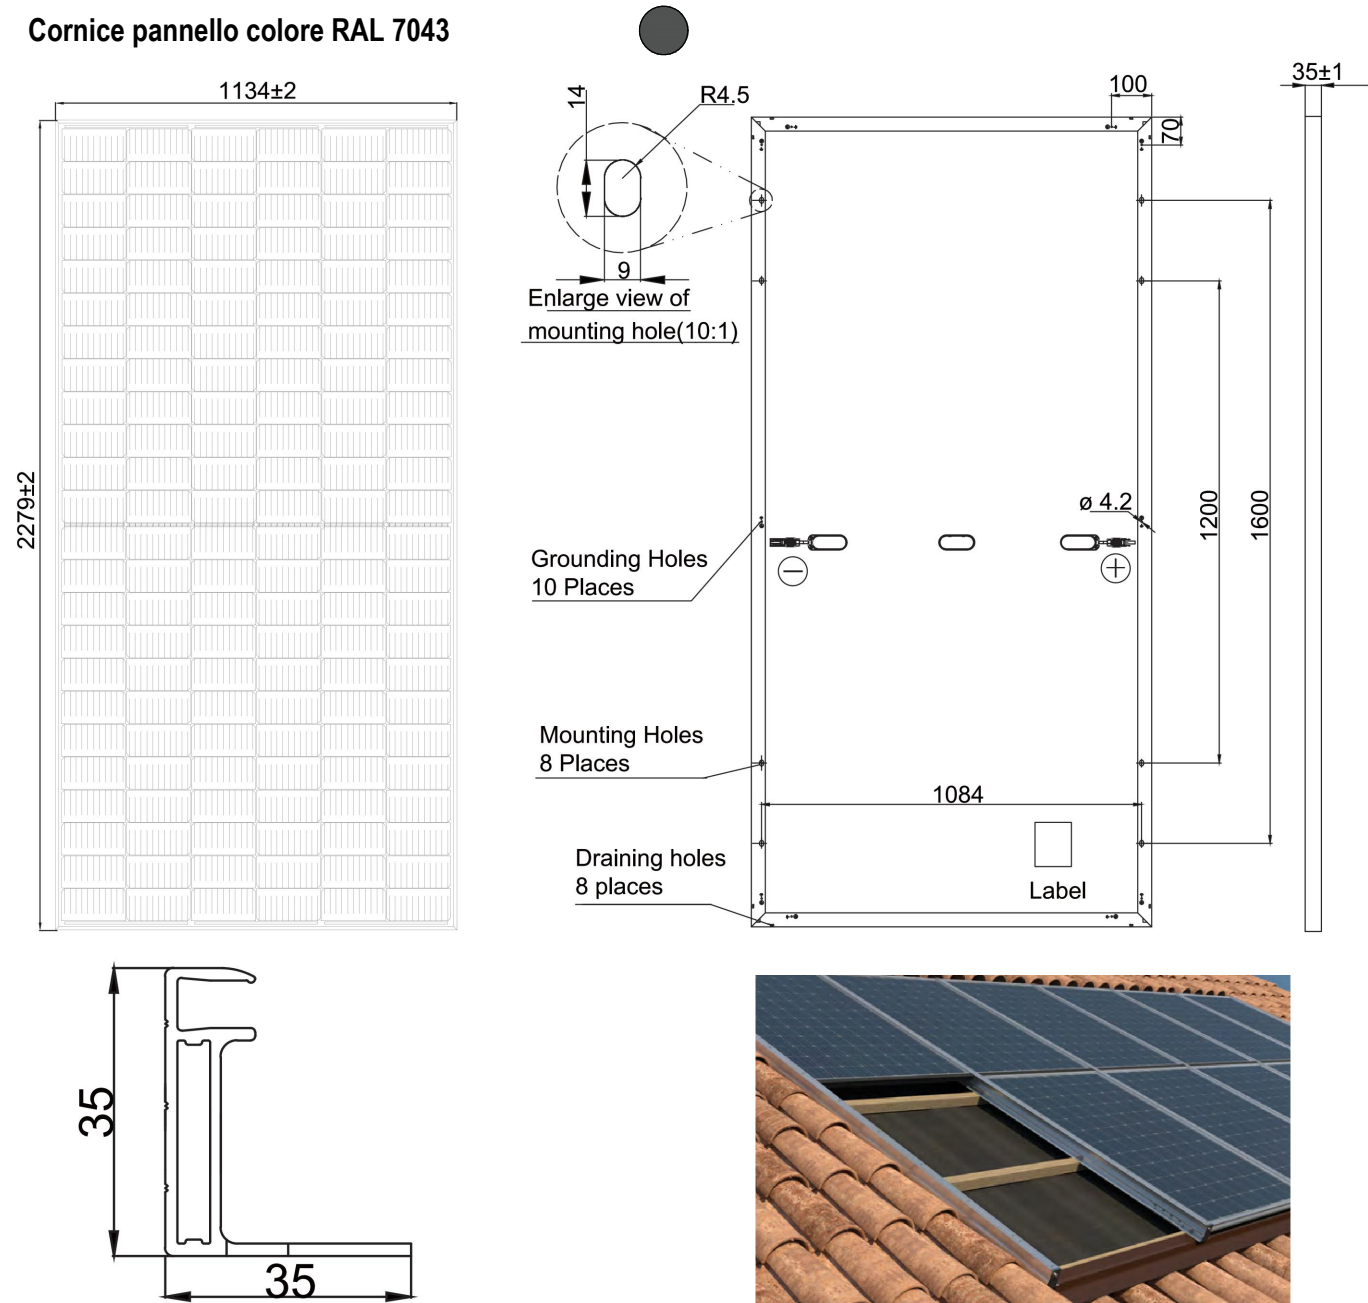 Cornice pannello colore RAL 7043
1134±2
2279±2
14
R4.5
9
Enlarge view of
mounting hole(10:1)
100
70
35±1
ø 4.2
1200
1600
Grounding Holes
10 Places
Mounting Holes
8 Places
1084
Draining holes
8 places
Label
35
35